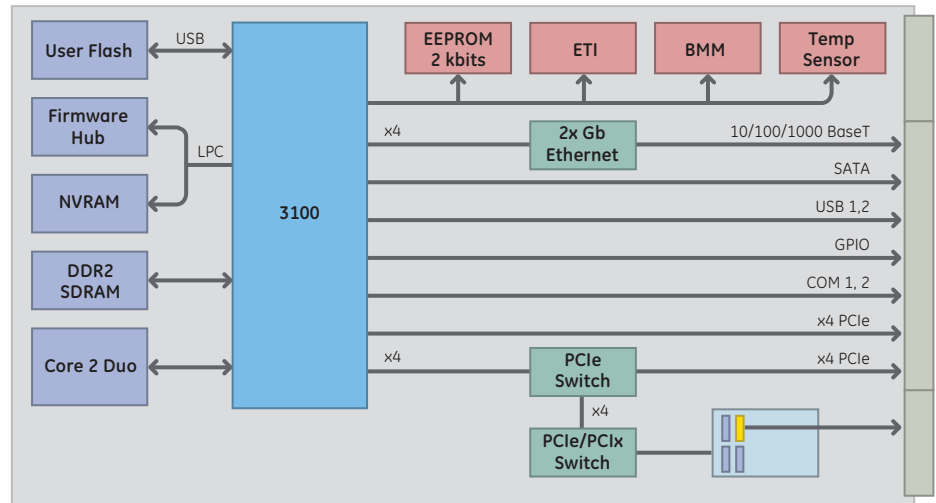 User Flash
USB
Firmware
Hub
LPC
NVRAM
DDR2
SDRAM
Core 2 Duo
3100
EEPROM
2 kbits
ETI
BMM
Temp
Sensor
x4
2x Gb
Ethernet
10/100/1000 BaseT
SATA
USB 1,2
GPIO
COM 1, 2
x4 PCIe
x4
PCIe
Switch
x4 PCIe
x4
PCIe/PCIx
Switch